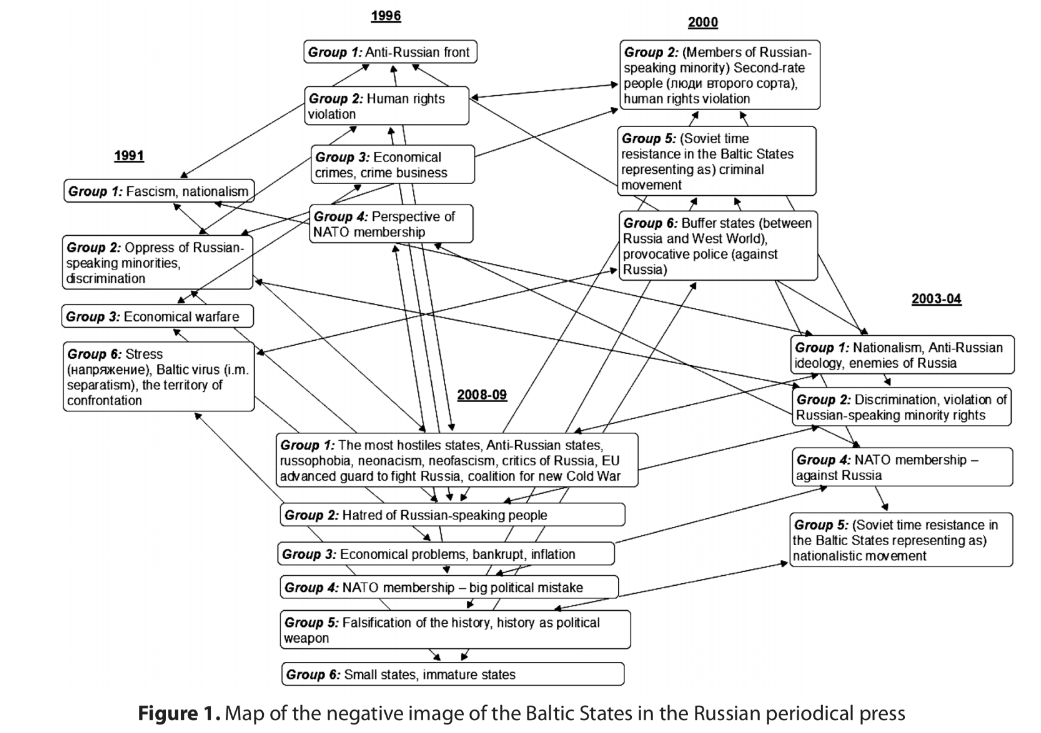 1996
Group 1: Anti-Russian front
Group 2: Human rights
violation
Group 3: Economical
crimes, crime business
Group 4: Perspective of
NATO membership
2000
Group 2: (Members of Russian-
speaking minority) Second-rate
people (люди второго сорта),
human rights violation
Group 5: (Soviet time
resistance in the Baltic States
representing as) criminal
movement
Group 6: Buffer states (between
Russia and West World),
provocative police (against
Russia)
1991
Group 1: Fascism, nationalism
Group 2: Oppress of Russian-
speaking minorities,
discrimination
Group 3: Economical warfare
Group 6: Stress
(напряжение), Baltic virus (i.m.
separatism), the territory of
confrontation
2003-04
Group 1: Nationalism, Anti-Russian
ideology, enemies of Russia
Group 2: Discrimination, violation of
Russian-speaking minority rights
Group 4: NATO membership –
against Russia
Group 5: (Soviet time resistance in
the Baltic States representing as)
nationalistic movement
2008-09
Group 1: The most hostiles states, Anti-Russian states,
russophobia, neonacism, neofascism, critics of Russia, EU
advanced guard to fight Russia, coalition for new Cold War
Group 2: Hatred of Russian-speaking people
Group 3: Economical problems, bankrupt, inflation
Group 4: NATO membership – big political mistake
Group 5: Falsification of the history, history as political
weapon
Group 6: Small states, immature states
Figure 1. Map of the negative image of the Baltic States in the Russian periodical press